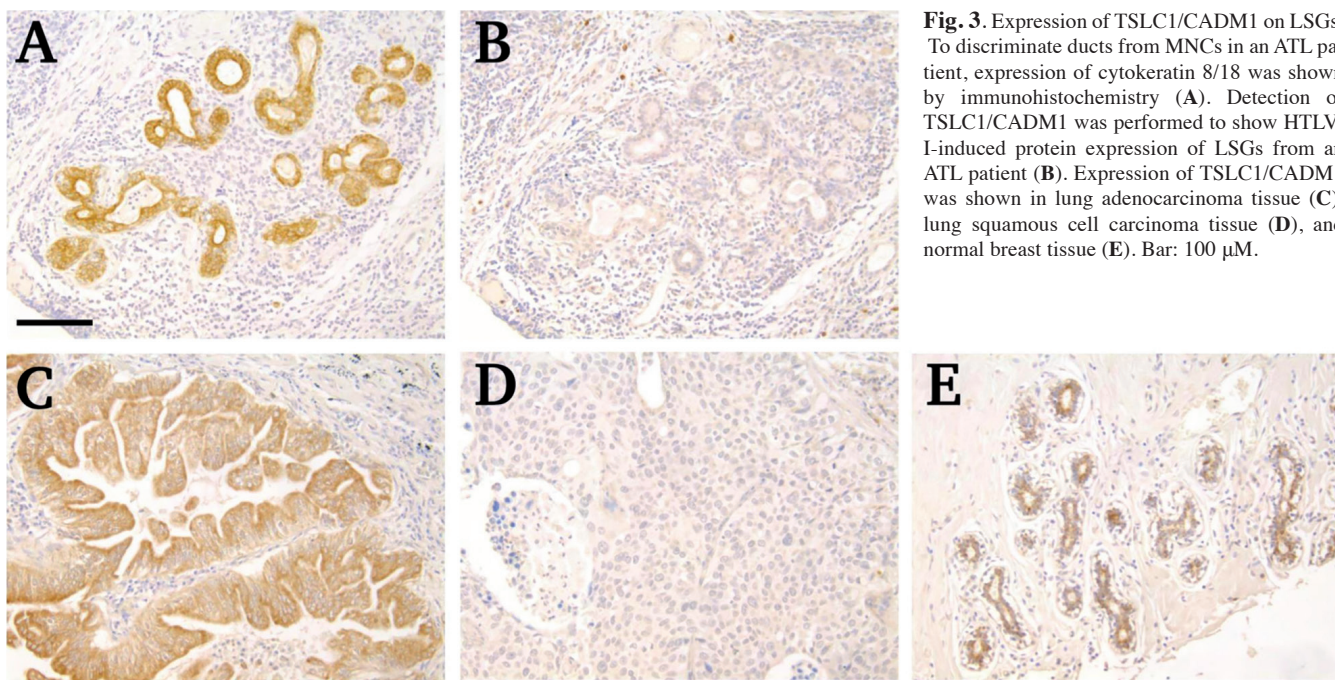 A
B
Fig. 3. Expression of TSLC1/CADM1 on LSGs
To discriminate ducts from MNCs in an ATL pa
tient, expression of cytokeratin 8/18 was shown
by immunohistochemistry (A). Detection o
TSLC1/CADM1 was performed to show HTLV
I-induced protein expression of LSGs from a
ATL patient (B). Expression of TSLC1/CADM
was shown in lung adenocarcinoma tissue (C)
lung squamous cell carcinoma tissue (D), and
normal breast tissue (E). Bar: 100 µM.
C
D
E